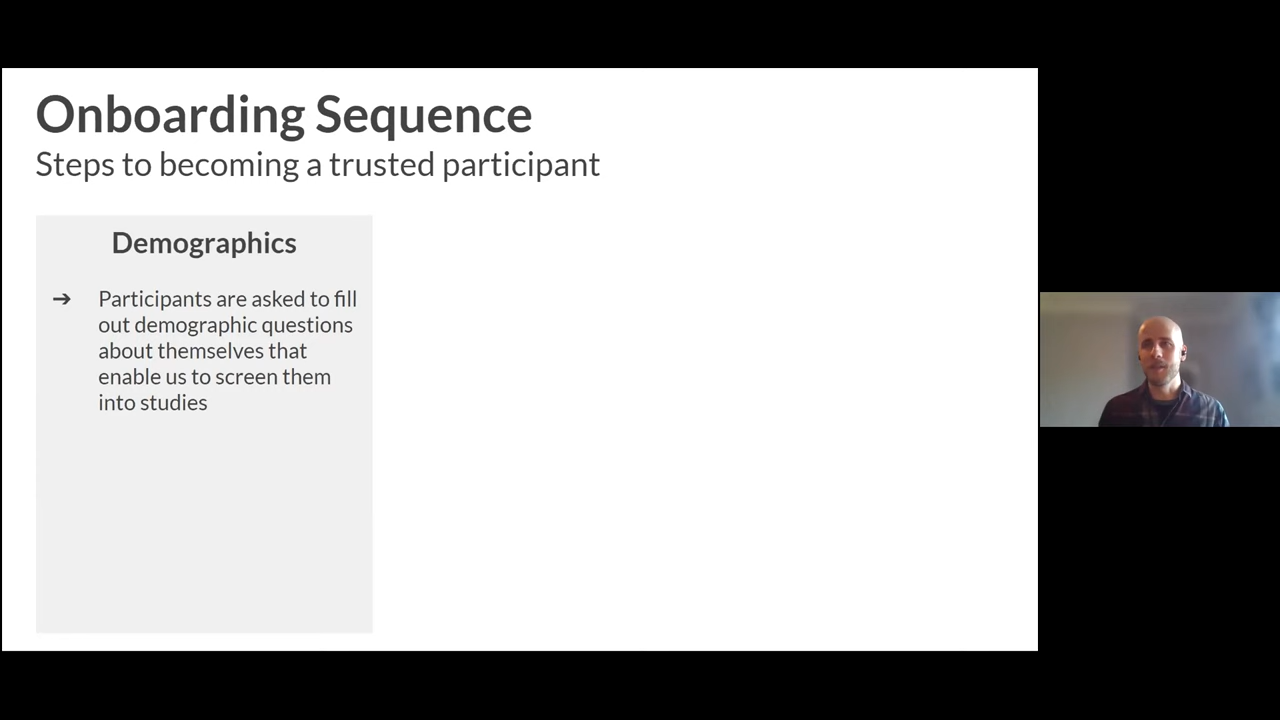 Onboarding Sequence
Steps to becoming a trusted participant
Demographics
➔ Participants are asked to fill
out demographic questions
about themselves that
enable us to screen them
into studies